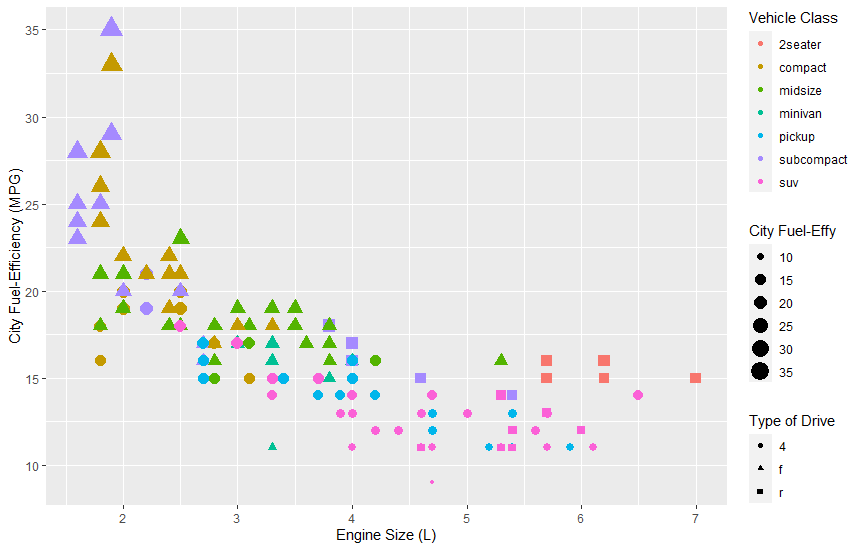 City Fuel-Efficiency (MPG)
35
30
25
20
15
10
2
3
4
5
6
7
Engine Size (L)
Vehicle Class
2seater
compact
midsize
minivan
pickup
subcompact
suv
City Fuel-Effy
10
15
20
25
30
35
Type of Drive
4
f
r